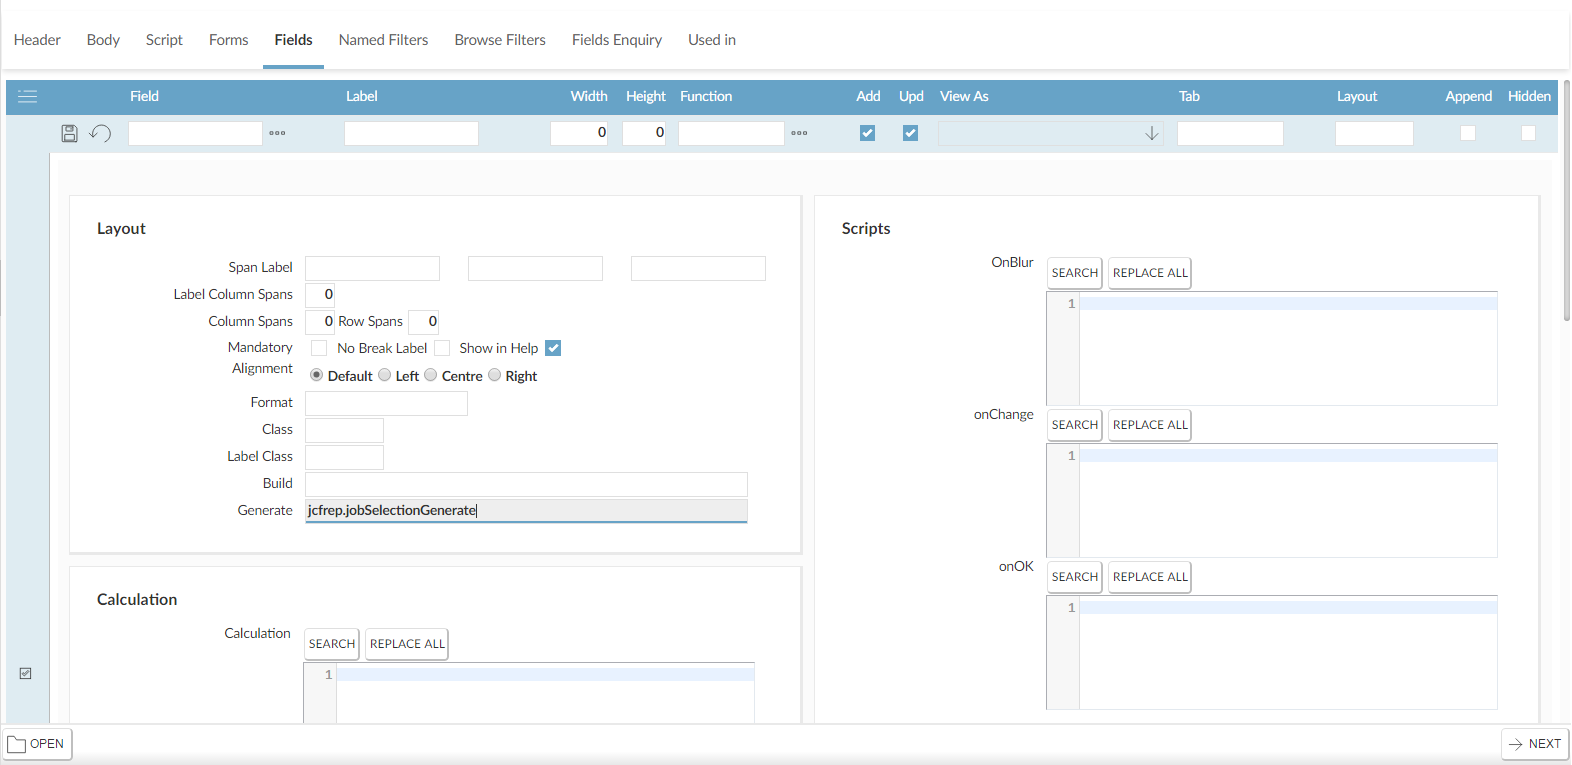 Header Body Script Forms Fields Named Filters Browse Filters Fields Enquiry Used in
Field Label Width Height Function Add Upd View As Tab Layout Append Hidden
0 0
Layout
Span Label
Label Column Spans 0
Column Spans 0 Row Spans 0
Mandatory No Break Label Show in Help
Alignment Default Left Centre Right
Format
Class
Label Class
Build
Generate jcfrep.jobSelectionGenerate
Calculation
Calculation SEARCH REPLACE ALL
1
Scripts
OnBlur SEARCH REPLACE ALL
1
onChange SEARCH REPLACE ALL
1
onOK SEARCH REPLACE ALL
1
OPEN NEXT